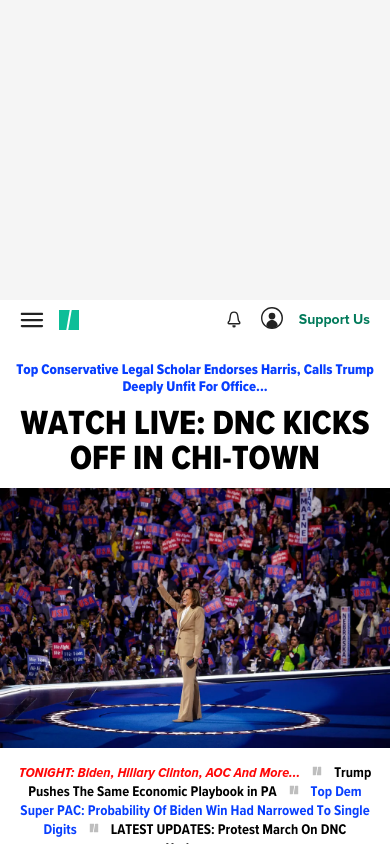 Support Us
Top Conservative Legal Scholar Endorses Harris, Calls Trump
Deeply Unfit For Office...
WATCH LIVE: DNC KICKS
OFF IN CHI-TOWN
MAINE
TONIGHT: Biden, Hillary Clinton, AOC And More... Trump
Pushes The Same Economic Playbook in PA Top Dem
Super PAC: Probability Of Biden Win Had Narrowed To Single
Digits LATEST UPDATES: Protest March On DNC